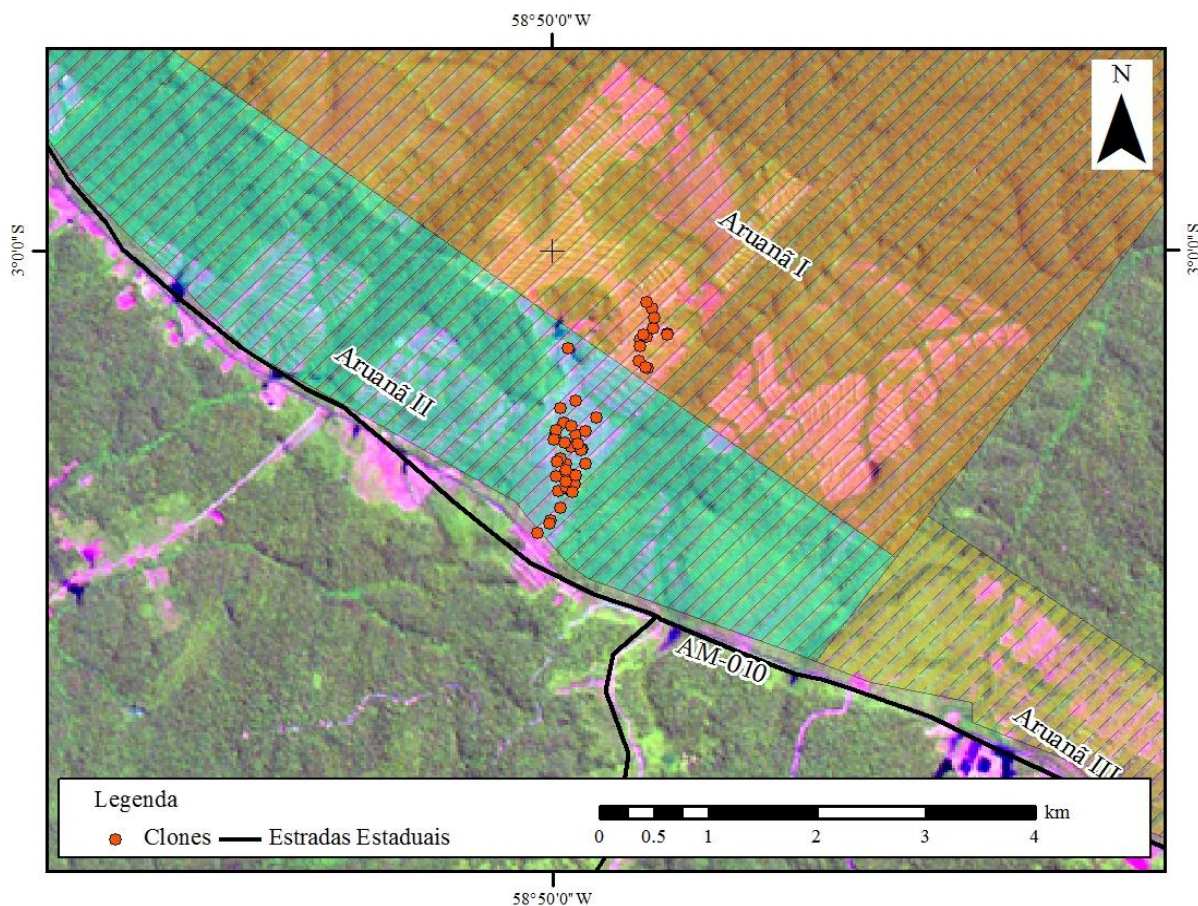 58°50'0"W
N
3°0'0"S
3°0'0"S
Aruanã I
Aruanã II
AM-010
Aruanã III
Legenda
Clones
Estradas Estaduais
km
0 0.5 1 2 3 4
58°50'0"W